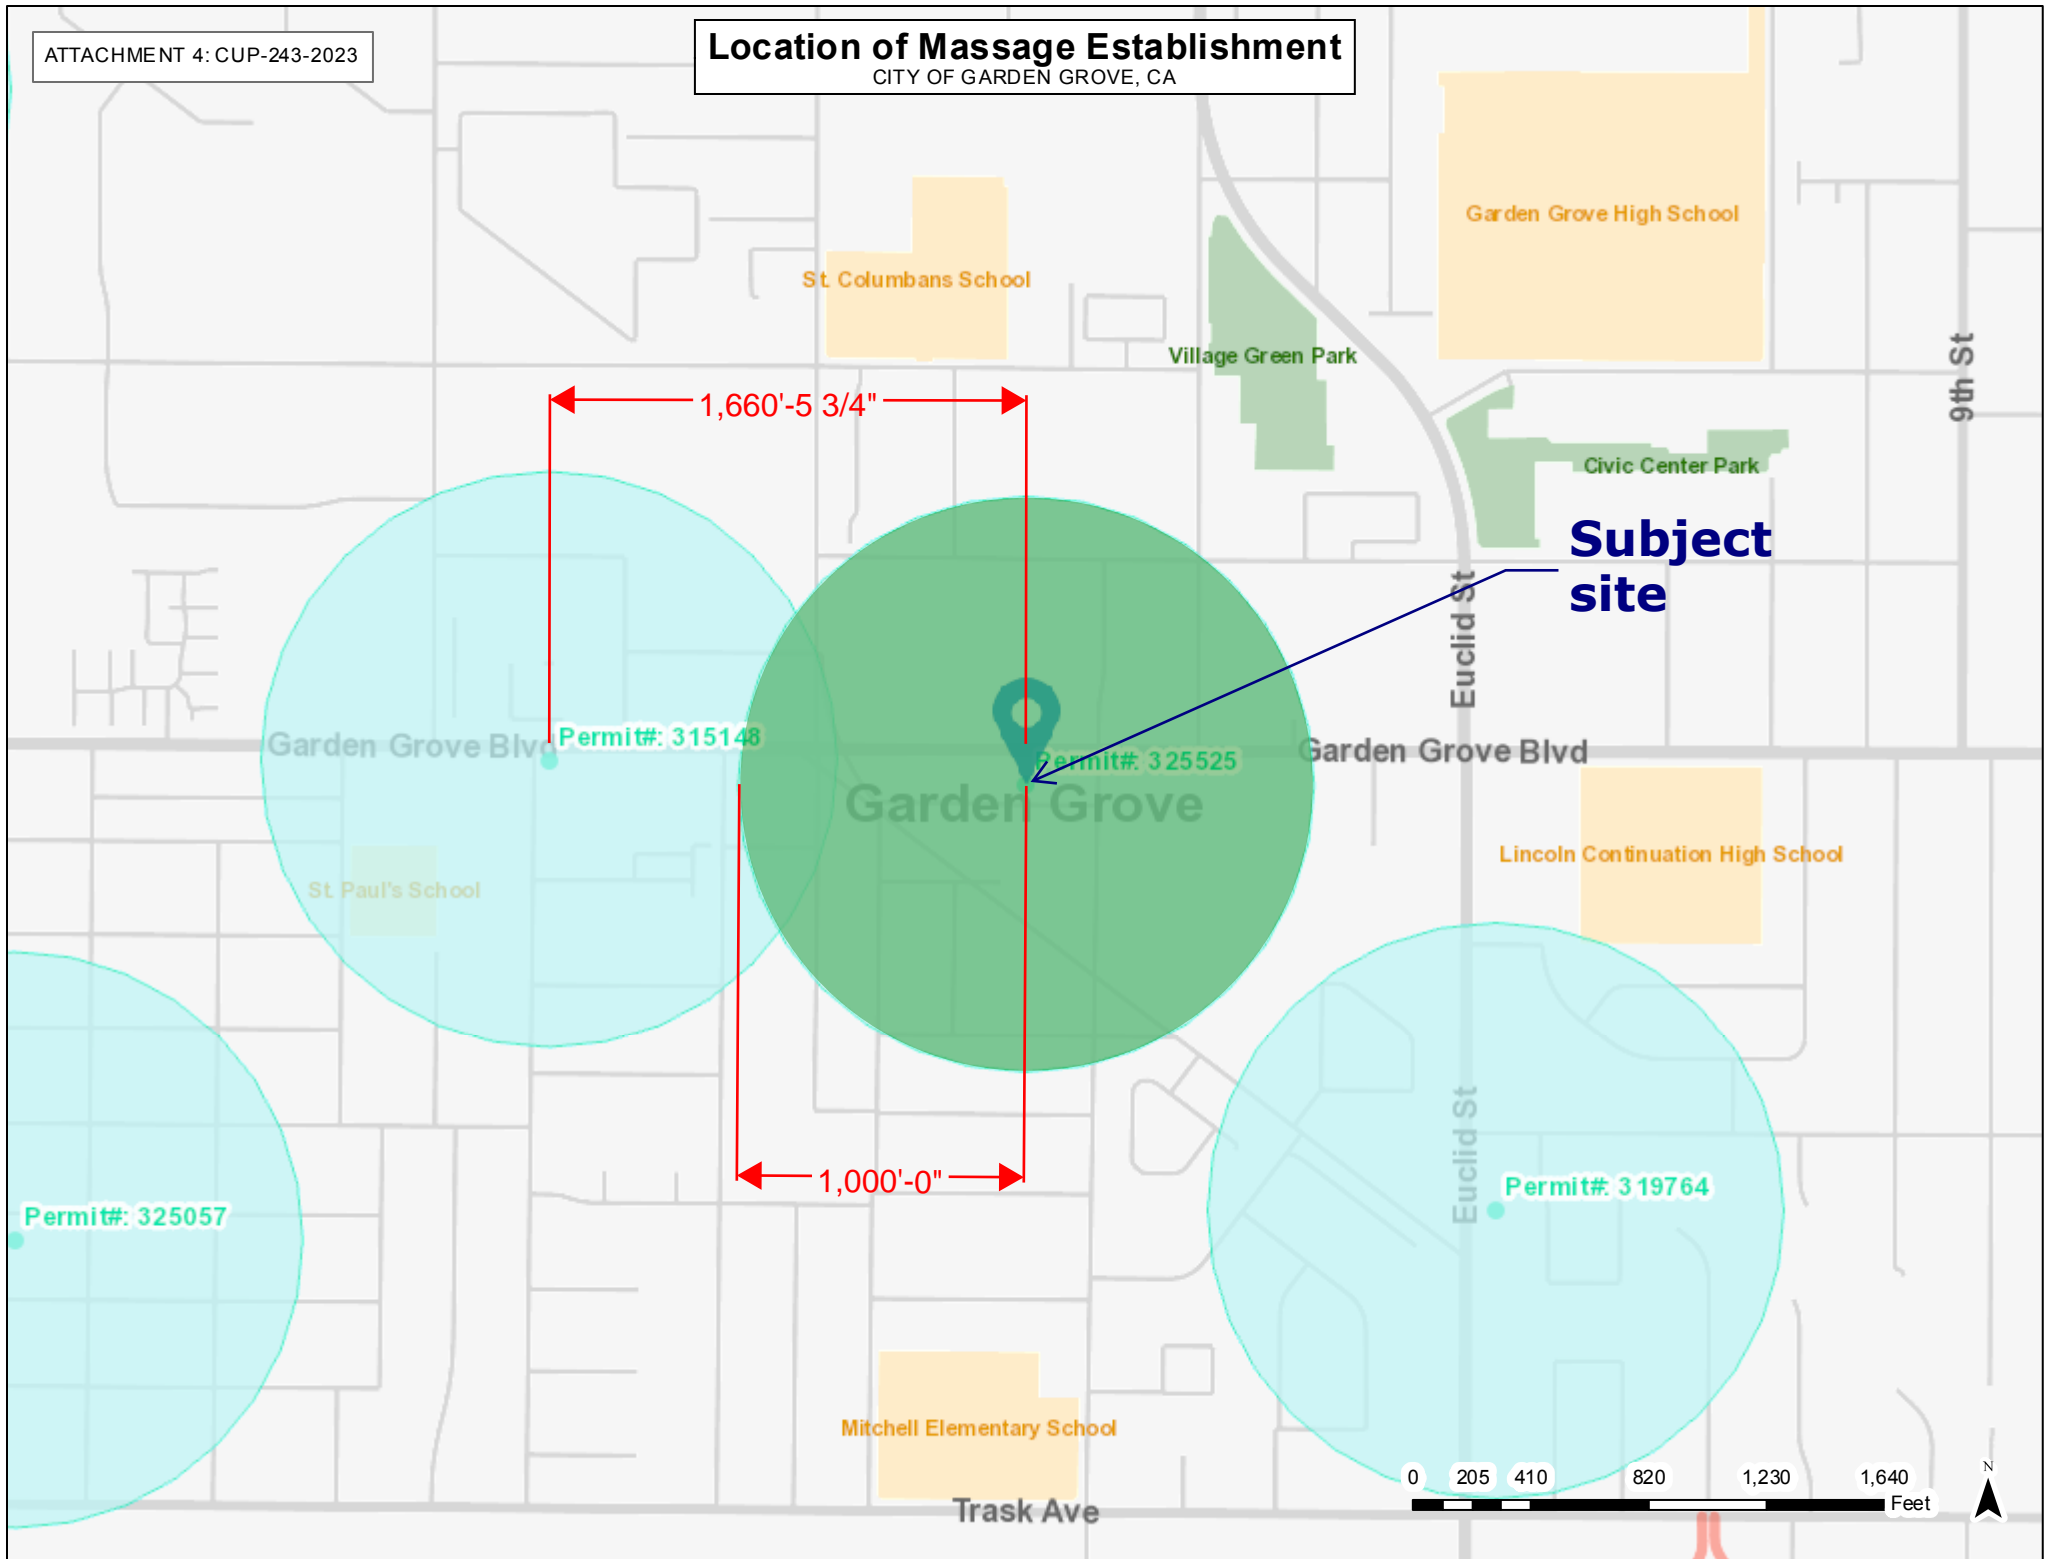 ATTACHMENT 4: CUP-243-2023
Location of Massage Establishment
CITY OF GARDEN GROVE, CA
Garden Grove High School
St. Columbans School
Village Green Park
9th St
1,660'-5 3/4"
Civic Center Park
Subject
site
Euclid St
Garden Grove Blvd
Permit#: 315148
Permit#: 325525
Garden Grove Blvd
Garden Grove
Lincoln Continuation High School
St. Paul's School
Euclid St
1,000'-0"
Permit#: 319764
Permit#: 325057
Mitchell Elementary School
0 205 410 820 1,230 1,640
Feet
N
Trask Ave